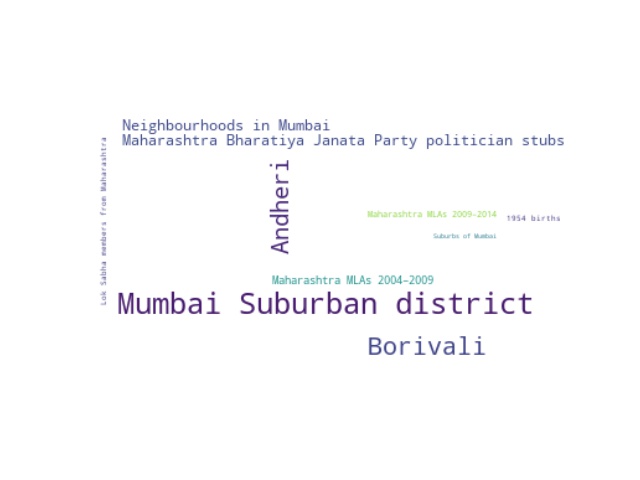 Neighbourhoods in Mumbai
Maharashtra Bharatiya Janata Party politician stubs
Lok Sabha members from Maharashtra
Andheri
Maharashtra MLAs 2009–2014
1954 births
Suburbs of Mumbai
Maharashtra MLAs 2004–2009
Mumbai Suburban district
Borivali